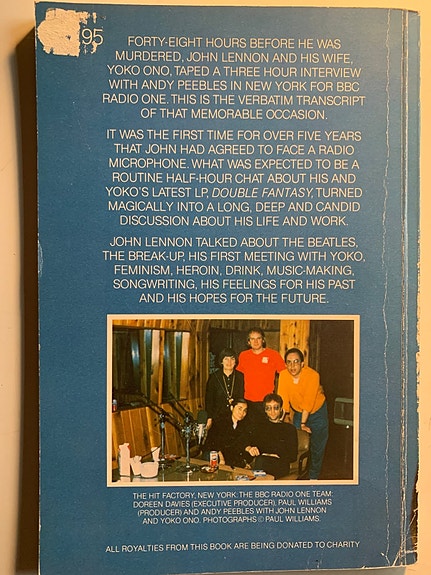 95
FORTY-EIGHT HOURS BEFORE HE WAS
MURDERED, JOHN LENNON AND HIS WIFE,
YOKO ONO, TAPED A THREE HOUR INTERVIEW
WITH ANDY PEEBLES IN NEW YORK FOR BBC
RADIO ONE. THIS IS THE VERBATIM TRANSCRIPT
OF THAT MEMORABLE OCCASION.
IT WAS THE FIRST TIME FOR OVER FIVE YEARS
THAT JOHN HAD AGREED TO FACE A RADIO
MICROPHONE. WHAT WAS EXPECTED TO BE A
ROUTINE HALF-HOUR CHAT ABOUT HIS AND
YOKO'S LATEST LP, DOUBLE FANTASY, TURNED
MAGICALLY INTO A LONG, DEEP AND CANDID
DISCUSSION ABOUT HIS LIFE AND WORK.
JOHN LENNON TALKED ABOUT THE BEATLES,
THE BREAK-UP, HIS FIRST MEETING WITH YOKO,
FEMINISM, HEROIN, DRINK, MUSIC-MAKING,
SONGWRITING, HIS FEELINGS FOR HIS PAST
AND HIS HOPES FOR THE FUTURE.
THE HIT FACTORY, NEW YORK: THE BBC RADIO ONE TEAM:
DOREEN DAVIES (EXECUTIVE PRODUCER), PAUL WILLIAMS
(PRODUCER) AND ANDY PEEBLES WITH JOHN LENNON
AND YOKO ONO. PHOTOGRAPHS © PAUL WILLIAMS.
ALL ROYALTIES FROM THIS BOOK ARE BEING DONATED TO CHARITY